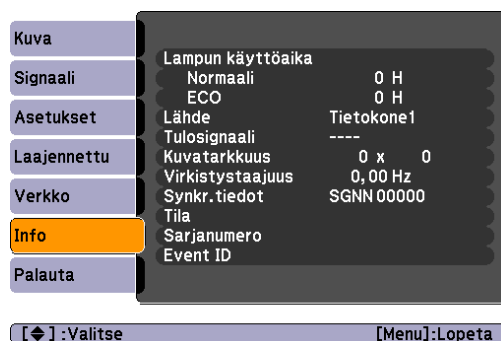 Kuva
Signaali
Asetukset
Laajennettu
Verkko
Info
Palauta
Lampun käyttöaika
Normaali 0 H
ECO 0 H
Lähde Tietokone1
Tulosignaali ----
Kuvatarkkuus 0 x 0
Virkistystaajuus 0,00 Hz
Synkr.tiedot SGNN 00000
Tila
Sarjanumero
Event ID
[◆] :Valitse [Menu]:Lopeta